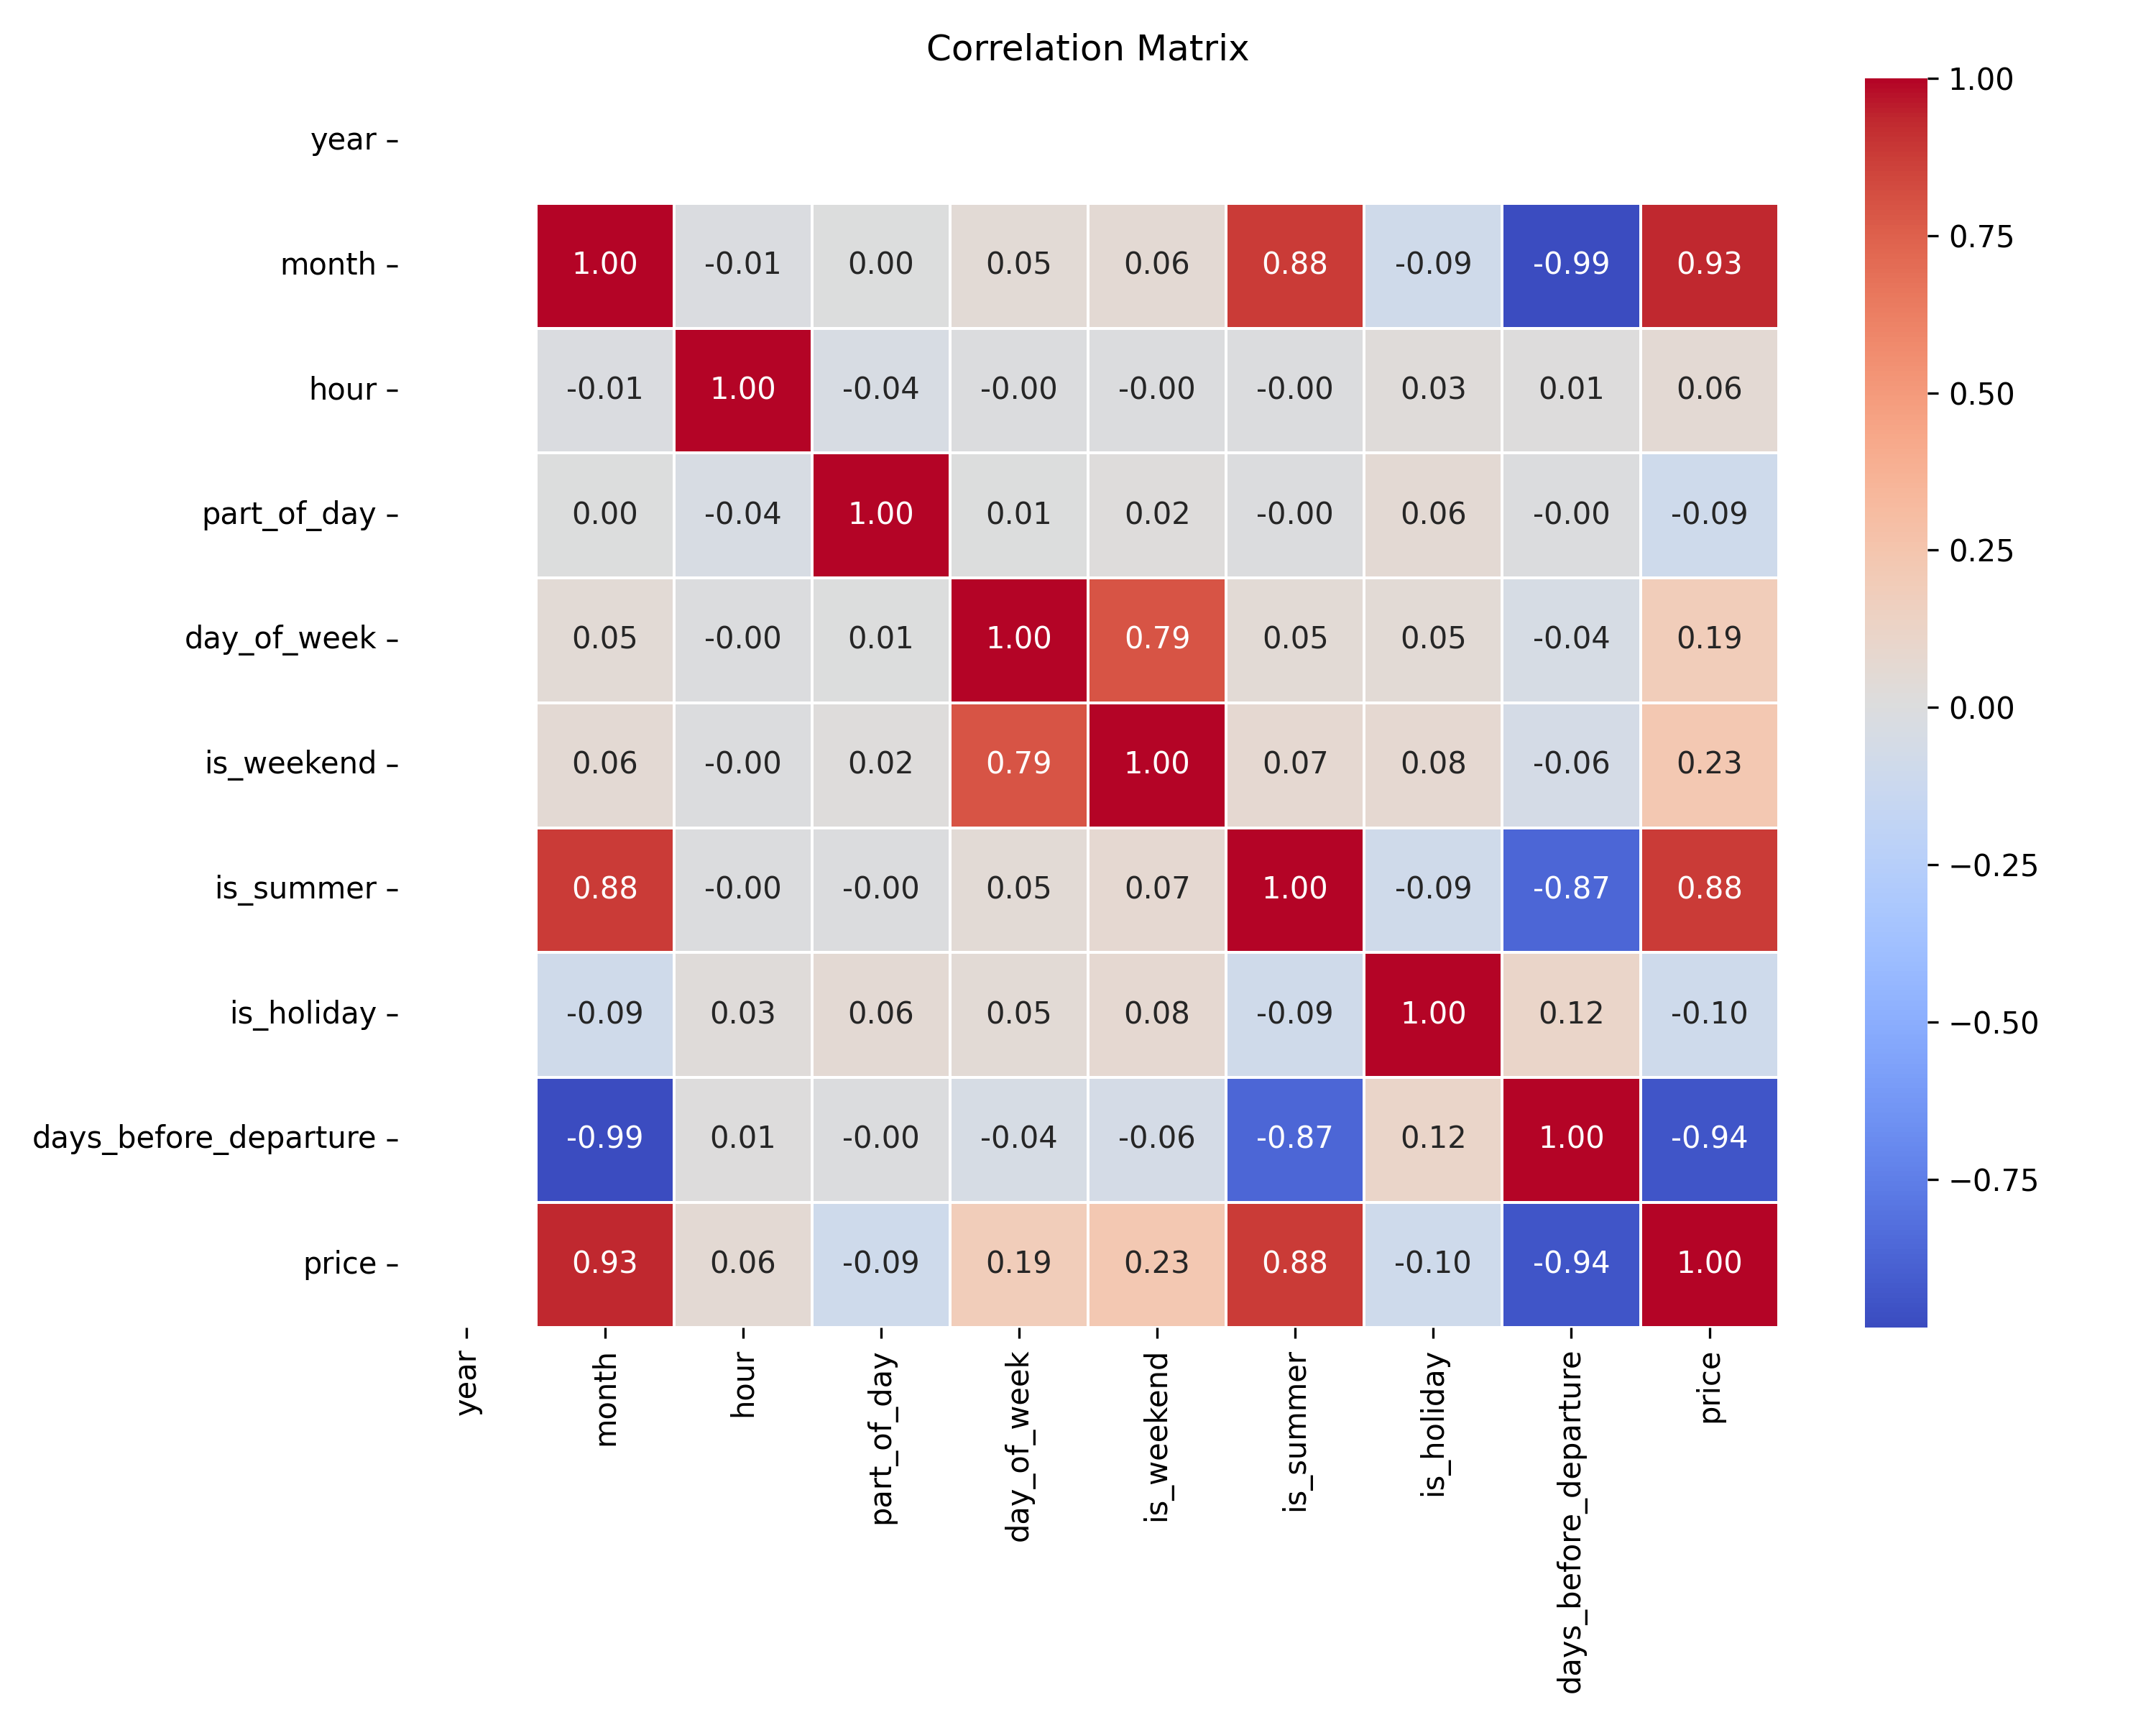 Correlation Matrix
year
month 1.00 -0.01 0.00 0.05 0.06 0.88 -0.09 -0.99 0.93
hour -0.01 1.00 -0.04 -0.00 -0.00 -0.00 0.03 0.01 0.06
part_of_day 0.00 -0.04 1.00 0.01 0.02 -0.00 0.06 -0.00 -0.09
day_of_week 0.05 -0.00 0.01 1.00 0.79 0.05 0.05 -0.04 0.19
is_weekend 0.06 -0.00 0.02 0.79 1.00 0.07 0.08 -0.06 0.23
is_summer 0.88 -0.00 -0.00 0.05 0.07 1.00 -0.09 -0.87 0.88
is_holiday -0.09 0.03 0.06 0.05 0.08 -0.09 1.00 0.12 -0.10
days_before_departure -0.99 0.01 -0.00 -0.04 -0.06 -0.87 0.12 1.00 -0.94
price 0.93 0.06 -0.09 0.19 0.23 0.88 -0.10 -0.94 1.00
year month hour part_of_day day_of_week is_weekend is_summer is_holiday days_before_departure price
1.00
0.75
0.50
0.25
0.00
−0.25
−0.50
−0.75